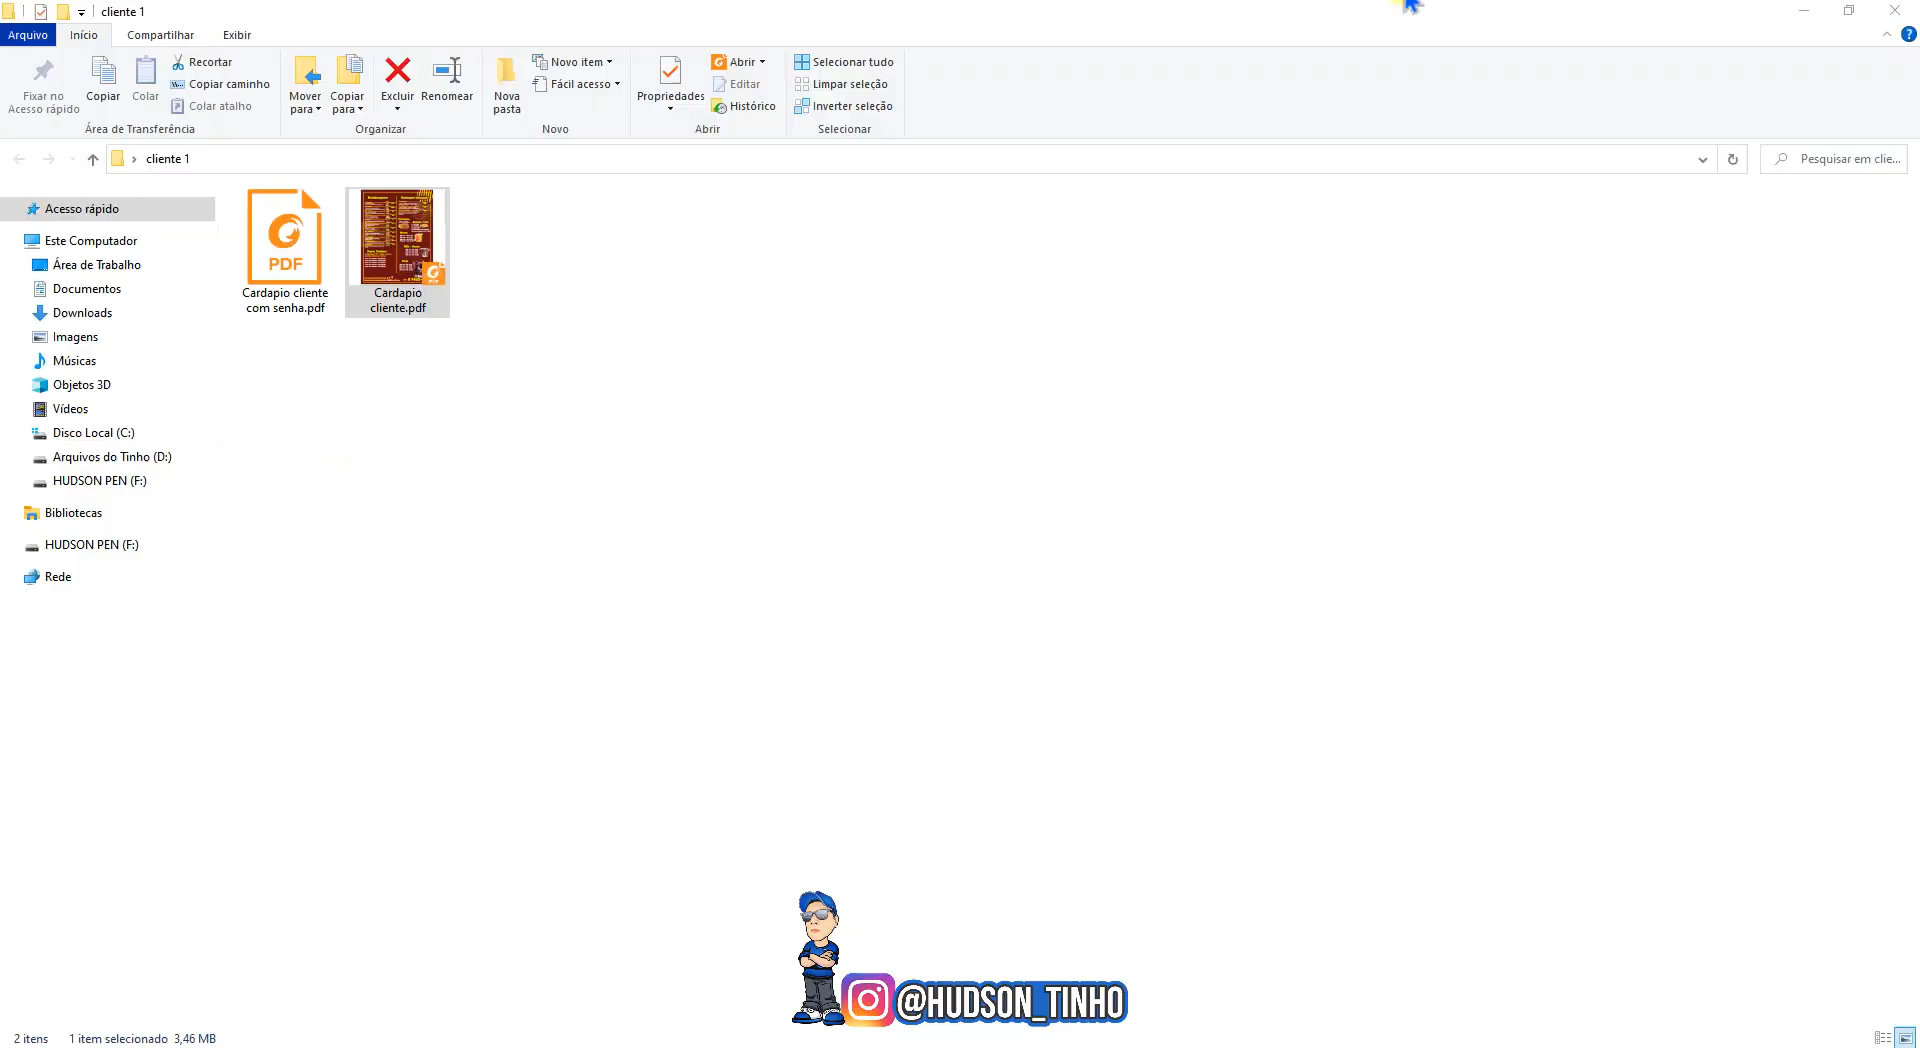 cliente 1
Arquivo
Início
Compartilhar
Exibir
Fixar no
Acesso rápido
Copiar
Colar
Recortar
Copiar caminho
Copiar atalho
Área de Transferência
Mover
para
Copiar
para
Excluir
Renomear
Organizar
Nova
pasta
Novo item
Fácil acesso
Novo
Propriedades
Abrir
Editar
Histórico
Abrir
Selecionar tudo
Limpar seleção
Inverter seleção
Selecionar
cliente 1
Pesquisar em clie...
Acesso rápido
Este Computador
Área de Trabalho
Documentos
Downloads
Imagens
Músicas
Objetos 3D
Vídeos
Disco Local (C:)
Arquivos do Tinho (D:)
HUDSON PEN (F:)
Bibliotecas
HUDSON PEN (F:)
Rede
PDF
Cardapio cliente
com senha.pdf
Cardapio
cliente.pdf
@HUDSON_TINHO
2 itens
1 item selecionado 3,46 MB